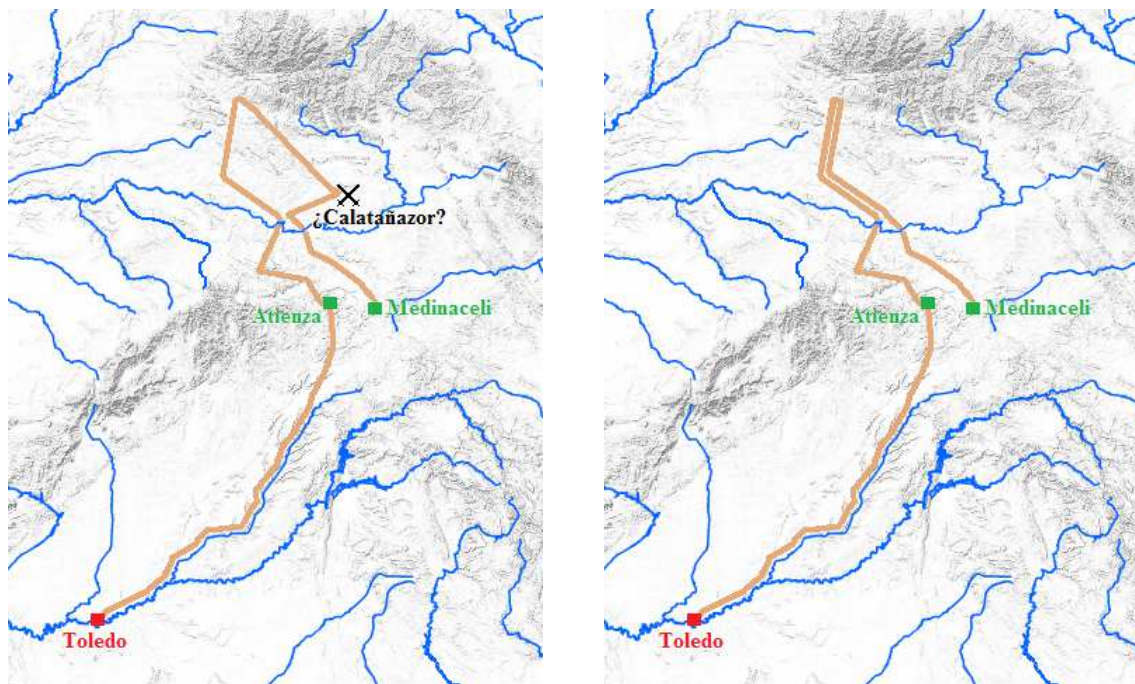 ¿Calatañazor?
Atienza
Medinaceli
Toledo
Atienza
Medinaceli
Toledo